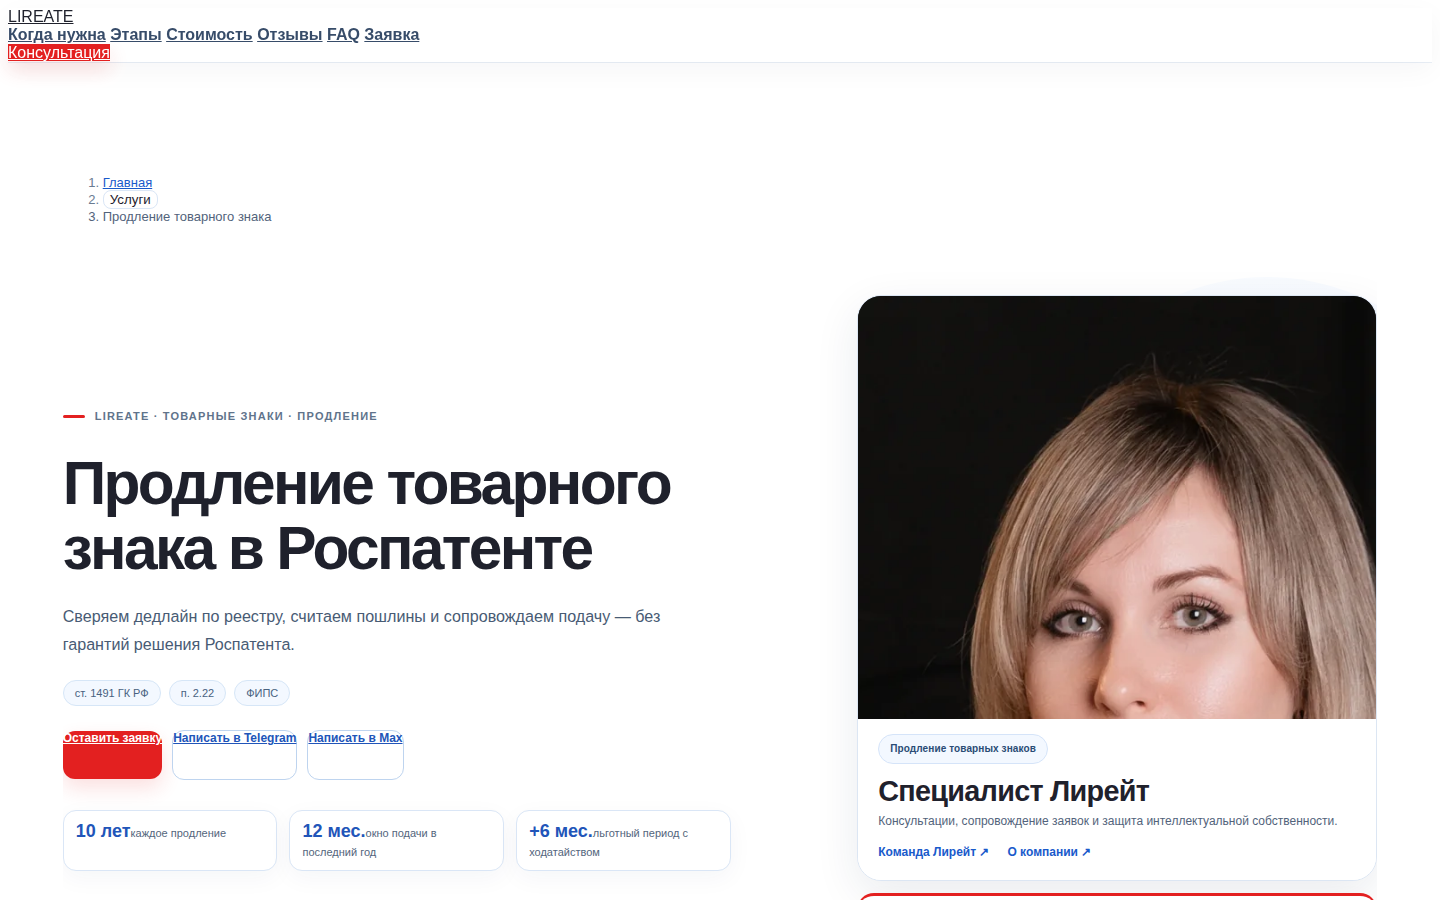 LIREATE
Когда нужна Этапы Стоимость Отзывы FAQ Заявка
Консультация
1. Главная
2. Услуги
3. Продление товарного знака
LIREATE · ТОВАРНЫЕ ЗНАКИ · ПРОДЛЕНИЕ
Продление товарного
знака в Роспатенте
Сверяем дедлайн по реестру, считаем пошлины и сопровождаем подачу — без
гарантий решения Роспатента.
ст. 1491 ГК РФ п. 2.22 ФИПС
Оставить заявку Написать в Telegram Написать в Max
10 лет каждое продление
12 мес. окно подачи в
последний год
+6 мес. льготный период с
ходатайством
Продление товарных знаков
Специалист Лирейт
Консультации, сопровождение заявок и защита интеллектуальной собственности.
Команда Лирейт ↗ О компании ↗